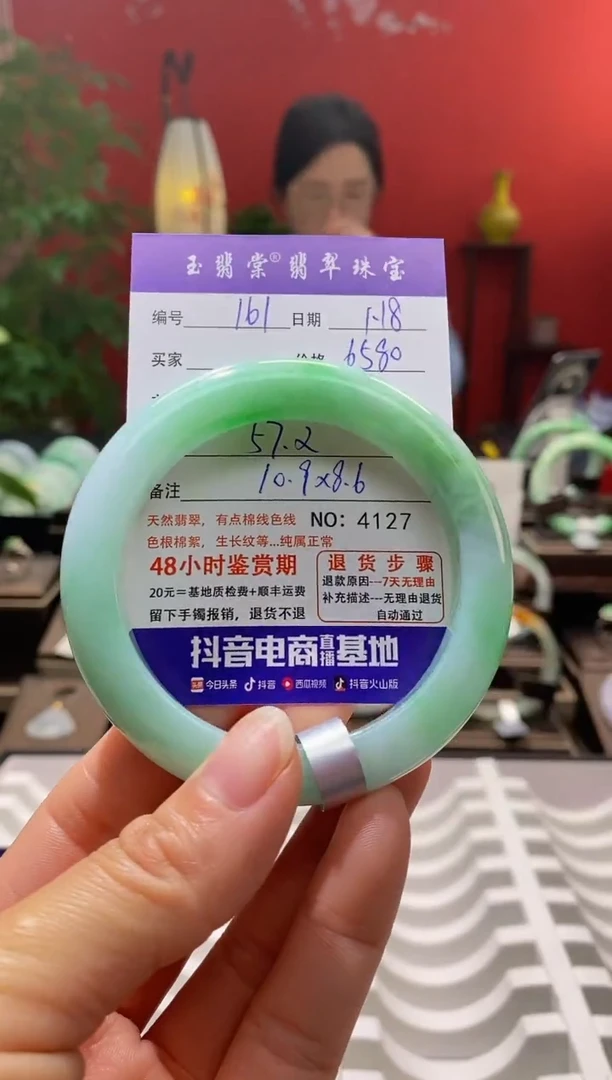 玉翡棠®翡翠珠宝
编号 161 日期 1.18
买家 价格 6580
57.2
备注 10.9×8.6
天然翡翠，有点棉线色线 NO: 4127
色根棉絮，生长纹等...纯属正常
48小时鉴赏期
20元=基地质检费+顺丰运费
留下手镯报销，退货不退
退货步骤
退款原因---7天无理由
补充描述---无理由退货
自动通过
抖音电商直播基地
头条 今日头条 抖音 西瓜视频 抖音火山版